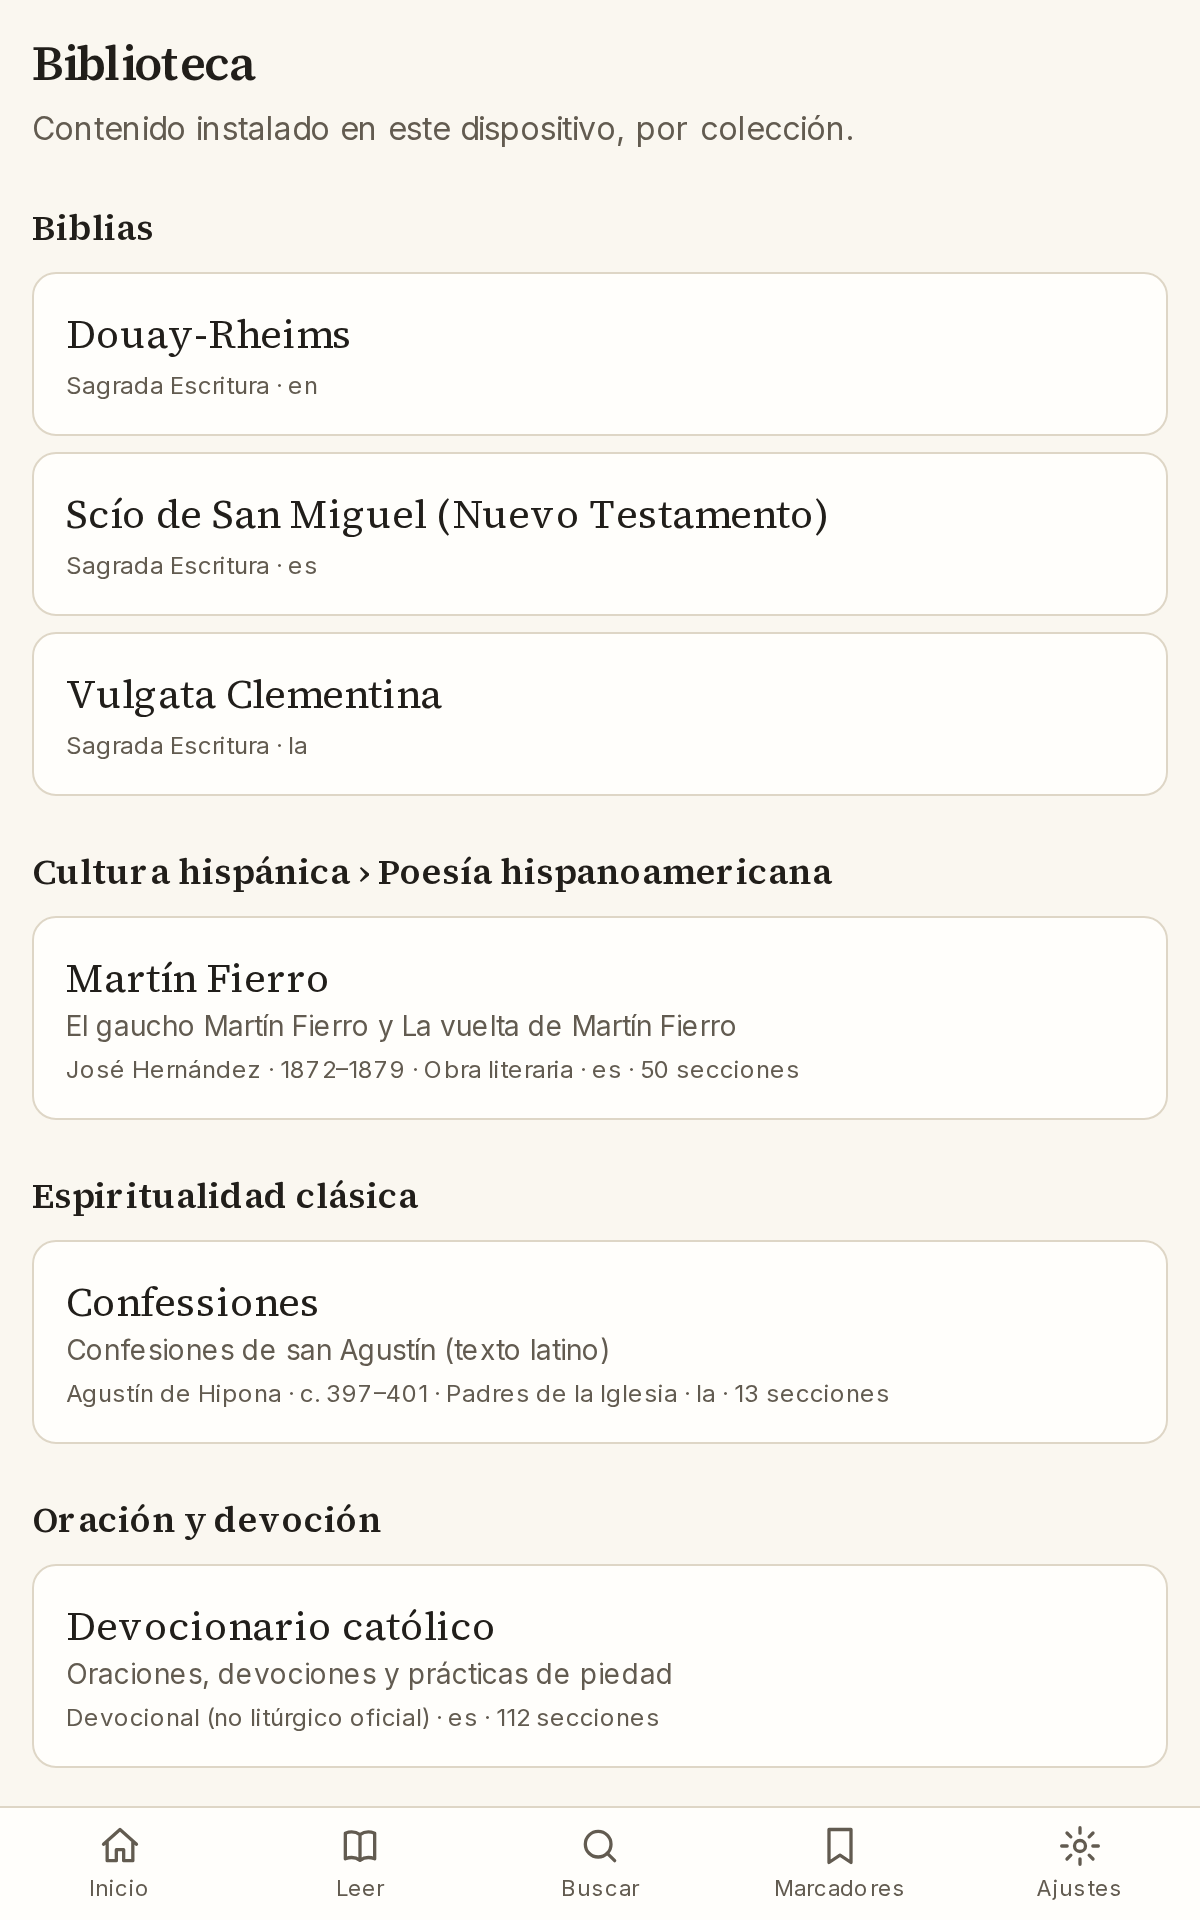 Biblioteca
Contenido instalado en este dispositivo, por colección.
Biblias
Douay-Rheims
Sagrada Escritura · en
Scío de San Miguel (Nuevo Testamento)
Sagrada Escritura · es
Vulgata Clementina
Sagrada Escritura · la
Cultura hispánica › Poesía hispanoamericana
Martín Fierro
El gaucho Martín Fierro y La vuelta de Martín Fierro
José Hernández · 1872–1879 · Obra literaria · es · 50 secciones
Espiritualidad clásica
Confessiones
Confesiones de san Agustín (texto latino)
Agustín de Hipona · c. 397–401 · Padres de la Iglesia · la · 13 secciones
Oración y devoción
Devocionario católico
Oraciones, devociones y prácticas de piedad
Devocional (no litúrgico oficial) · es · 112 secciones
Inicio
Leer
Buscar
Marcadores
Ajustes